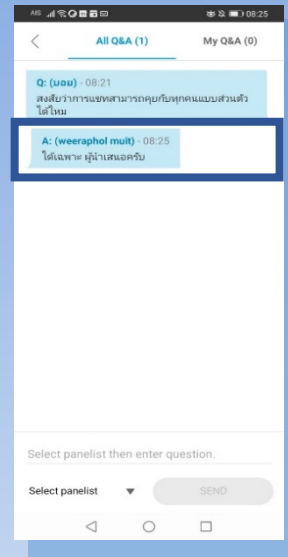 AIS 08:25
All Q&A (1) My Q&A (0)
Q: (บอย) - 08:21
สงสัยว่าการแชทสามารถคุยกับทุกคนแบบส่วนตัว
ได้ไหม
A: (weeraphol muit) - 08:25
ได้เฉพาะ ผู้นำเสนอครับ
Select panelist then enter question.
Select panelist SEND